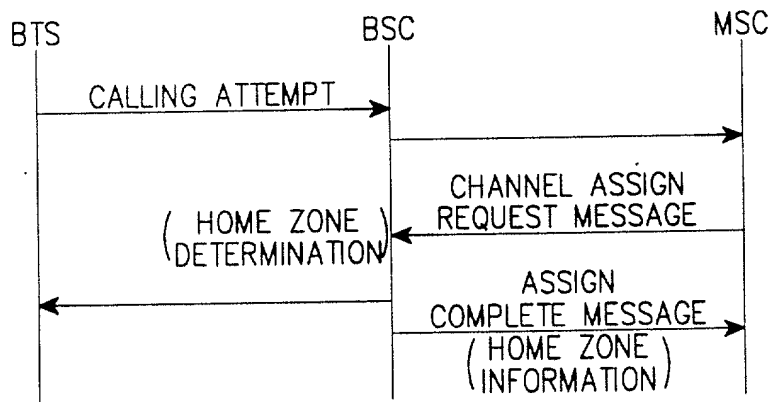 BTS
BSC
MSC
CALLING ATTEMPT
CHANNEL ASSIGN
REQUEST MESSAGE
(HOME ZONE
DETERMINATION)
ASSIGN
COMPLETE MESSAGE
(HOME ZONE
INFORMATION)